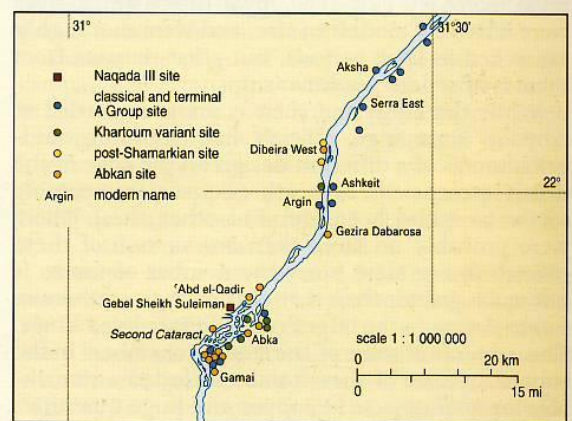 31°
31°30'
Naqada III site
classical and terminal
A Group site
Khartoum variant site
post-Shamarkian site
Abkan site
Argin modern name
Aksha
Serra East
Dibeira West
Ashkeit
22°
Argin
Gezira Dabarosa
'Abd el-Qadir
Gebel Sheikh Suleiman
Second Cataract
Abka
Gamai
scale 1 : 1 000 000
0 20 km
0 15 mi